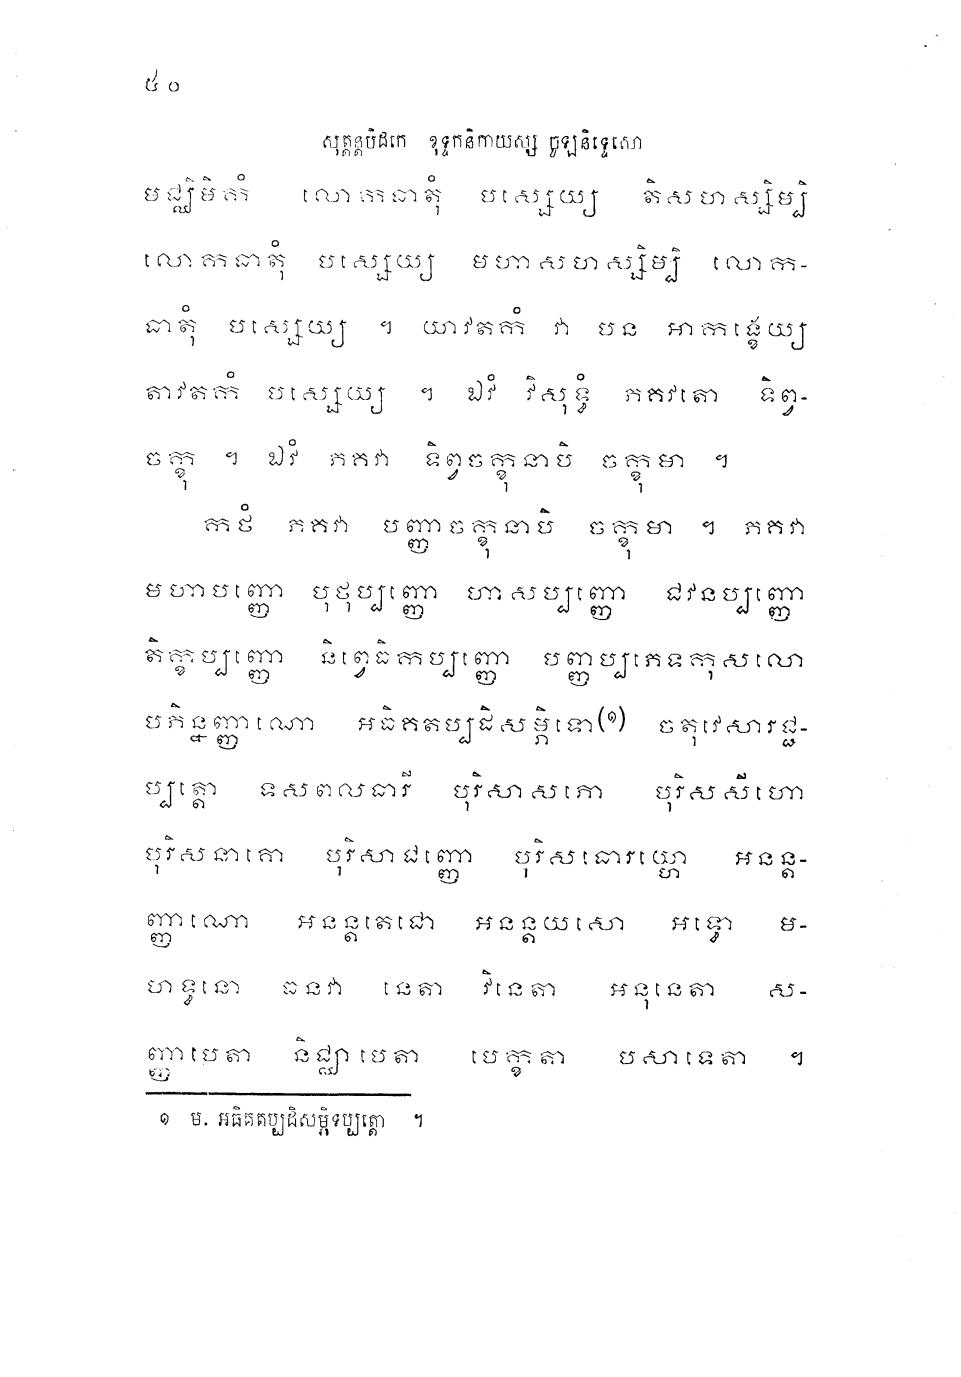 ៥០
សុត្តន្តបិដកេ ខុទ្ទកនិកាយស្ស ចូឡនិទ្ទេសោ
មជ្ឈិមិកំ លោកធាតុំ បស្សេយ្យ តិសហស្សិម្បិ
លោកធាតុំ បស្សេយ្យ មហាសហស្សិម្បិ លោក-
ធាតុំ បស្សេយ្យ ។ យាវតកំ វា បន អាកង្ខេយ្យ
តាវតកំ បស្សេយ្យ ។ ឯវំ វិសុទ្ធំ ភគវតោ ទិព្វ-
ចក្ខុ ។ ឯវំ ភគវា ទិព្វចក្ខុនាបិ ចក្ខុមា ។
កថំ ភគវា បញ្ញាចក្ខុនាបិ ចក្ខុមា ។ ភគវា
មហាបញ្ញោ បុថុប្បញ្ញោ ហាសប្បញ្ញោ ជវនប្បញ្ញោ
តិក្ខប្បញ្ញោ និព្វេធិកប្បញ្ញោ បញ្ញាប្បភេទកុសលោ
បភិន្នញ្ញាណោ អធិគតប្បដិសម្ភិទោ(១) ចតុវេសារជ្ជ-
ប្បត្តោ ទសពលធារី បុរិសាសភោ បុរិសសីហោ
បុរិសនាគោ បុរិសាជញ្ញោ បុរិសធោរយ្ហោ អនន្ត-
ញ្ញាណោ អនន្តតេជោ អនន្តយសោ អឌ្ឍោ ម-
ហទ្ធនោ ធនវា នេតា វិនេតា អនុនេតា ស-
ញ្ញាបេតា និជ្ឈាបេតា បេក្ខតា បសាទេតា ។
១ ម. អធិគតប្បដិសម្ភិទប្បត្តោ ។